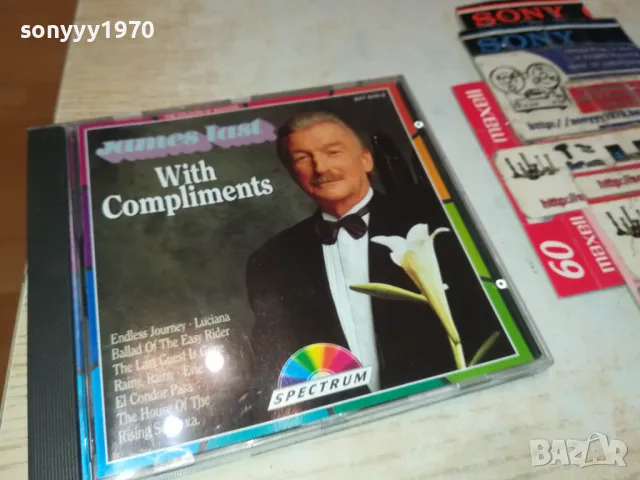 sonyyy1970
James Last
With
Compliments
Endless Journey · Luciana
Ballad Of The Easy Rider
The Last Guest Is
Rainy, Rainy
El Condor Pasa
The House Of The
Rising
SPECTRUM
SONY
SONY
maxell
maxell
60
bazar